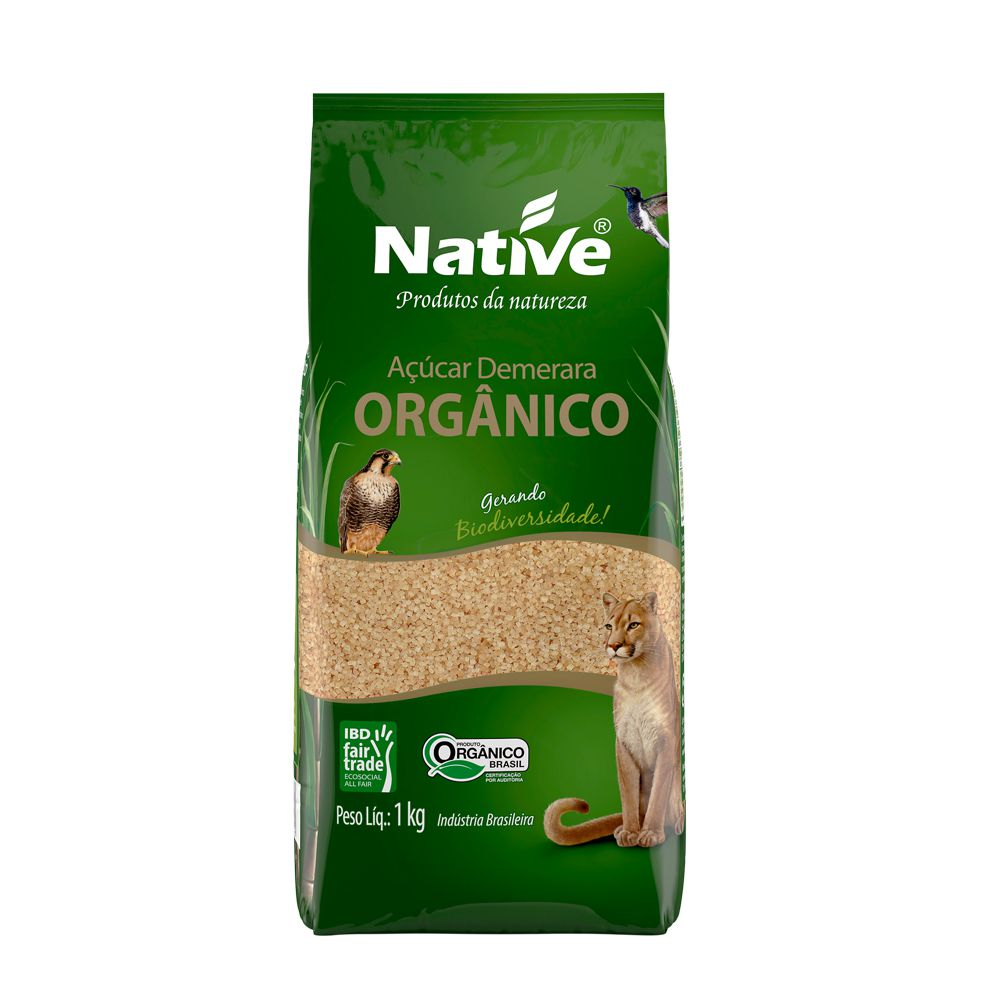 Native®
Produtos da natureza
Açúcar Demerara
ORGÂNICO
Gerando
Biodiversidade!
IBD
fair
trade
ECOSOCIAL
ALL FAIR
PRODUTO
ORGÂNICO
BRASIL
CERTIFICAÇÃO
POR AUDITORIA
Peso Líq.: 1 kg
Indústria Brasileira